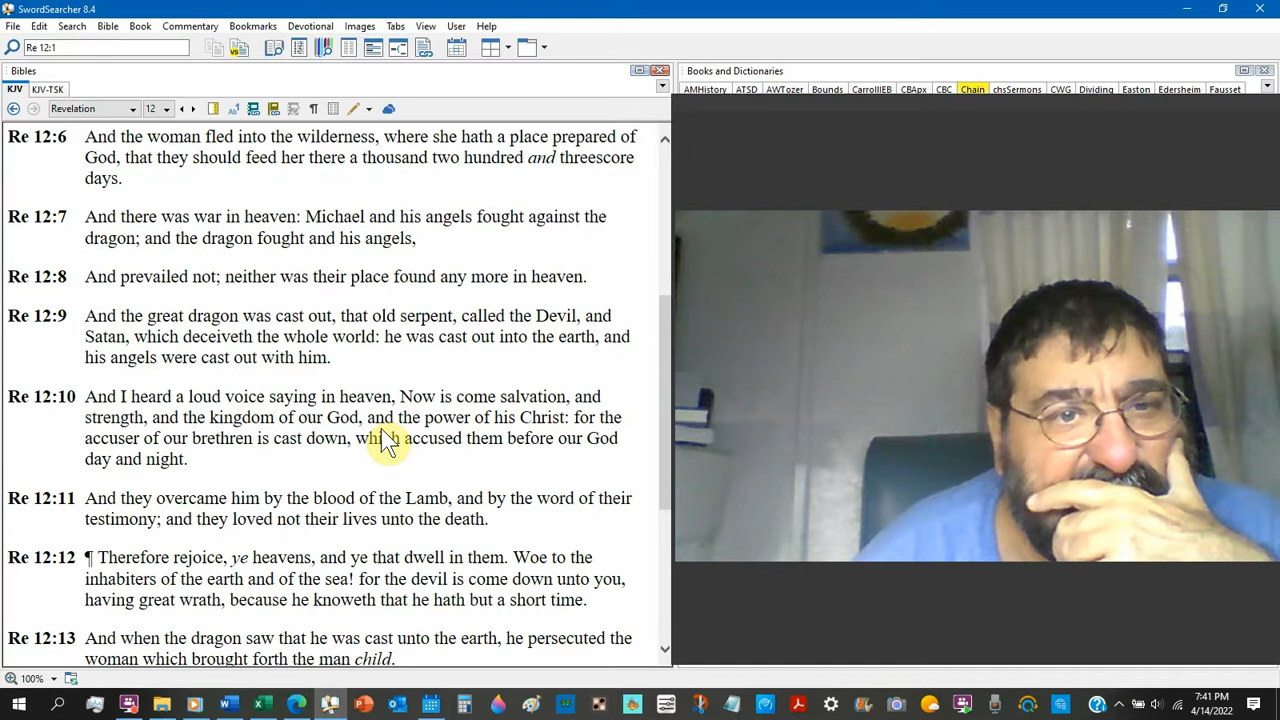 SwordSearcher 8.4
File Edit Search Bible Book Commentary Bookmarks Devotional Images Tabs View User Help
Re 12:1
Bibles
Books and Dictionaries
KJV KJV-TSK
AMHistory ATSD AWTozer Bounds CarrollIEB CBApx CBC Chain chsSermons CWG Dividing Easton Edersheim Fausset
Revelation 12
Re 12:6 And the woman fled into the wilderness, where she hath a place prepared of
God, that they should feed her there a thousand two hundred and threescore
days.
Re 12:7 And there was war in heaven: Michael and his angels fought against the
dragon; and the dragon fought and his angels,
Re 12:8 And prevailed not; neither was their place found any more in heaven.
Re 12:9 And the great dragon was cast out, that old serpent, called the Devil, and
Satan, which deceiveth the whole world: he was cast out into the earth, and
his angels were cast out with him.
Re 12:10 And I heard a loud voice saying in heaven, Now is come salvation, and
strength, and the kingdom of our God, and the power of his Christ: for the
accuser of our brethren is cast down, which accused them before our God
day and night.
Re 12:11 And they overcame him by the blood of the Lamb, and by the word of their
testimony; and they loved not their lives unto the death.
Re 12:12 ¶ Therefore rejoice, ye heavens, and ye that dwell in them. Woe to the
inhabiters of the earth and of the sea! for the devil is come down unto you,
having great wrath, because he knoweth that he hath but a short time.
Re 12:13 And when the dragon saw that he was cast unto the earth, he persecuted the
woman which brought forth the man child.
100%
7:41 PM
4/14/2022